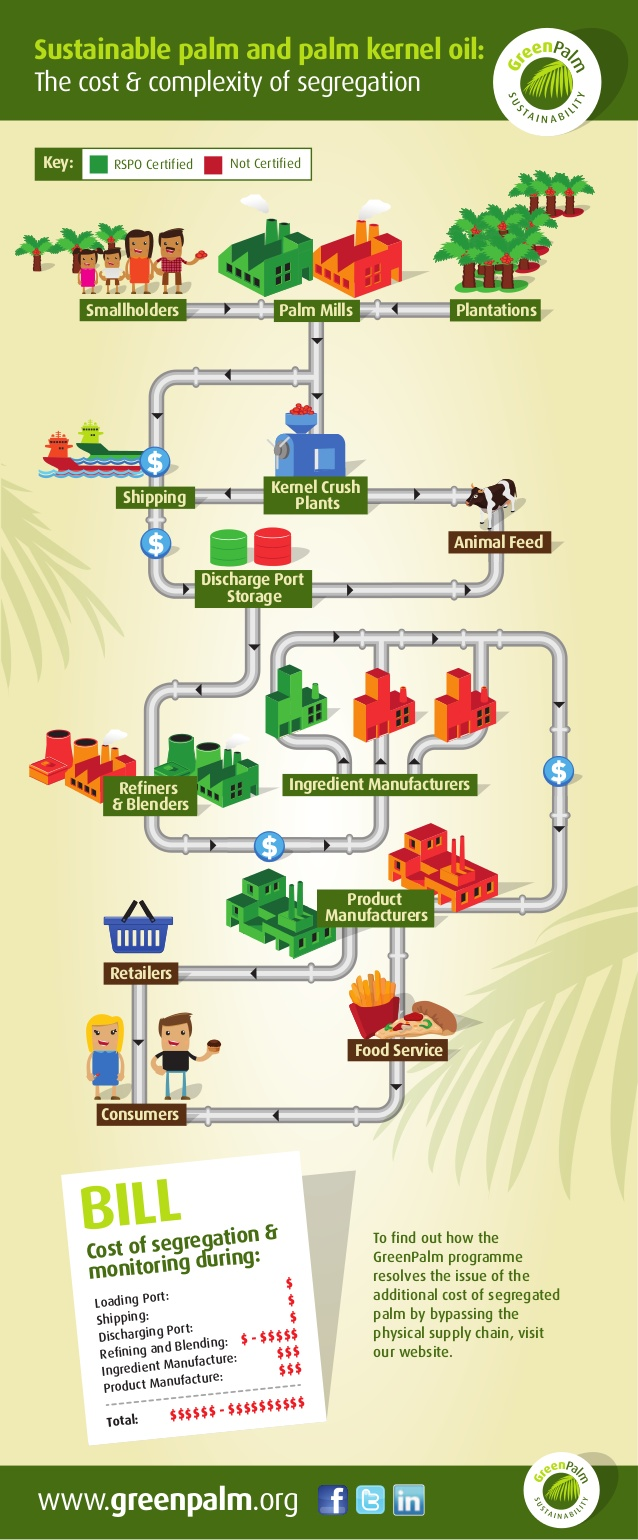 Sustainable palm and palm kernel oil:
The cost & complexity of segregation
GreenPalm
SUSTAINABILITY
Key:
RSPO Certified
Not Certified
Smallholders
Palm Mills
Plantations
$
Shipping
Kernel Crush
Plants
$
Animal Feed
Discharge Port
Storage
Refiners
& Blenders
Ingredient Manufacturers
$
$
Product
Manufacturers
Retailers
Food Service
Consumers
BILL
Cost of segregation &
monitoring during:
Loading Port: $
Shipping: $
Discharging Port: $
Refining and Blending: $ - $$$$$
Ingredient Manufacture: $$$
Product Manufacture: $$$
Total: $$$$$$ - $$$$$$$$$$
To find out how the
GreenPalm programme
resolves the issue of the
additional cost of segregated
palm by bypassing the
physical supply chain, visit
our website.
www.greenpalm.org
f
t
in
GreenPalm
SUSTAINABILITY